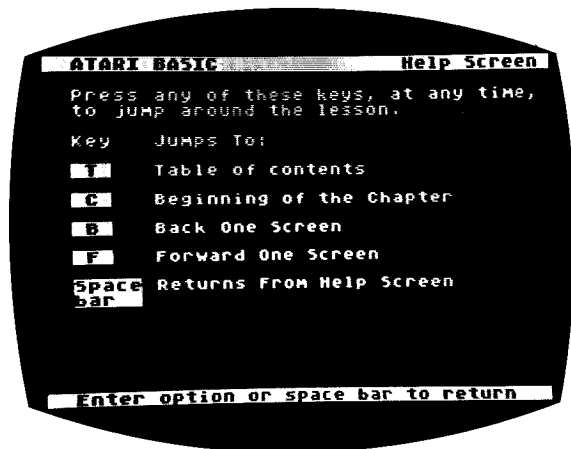 ATARI BASIC Help Screen
Press any of these keys, at any time,
to jump around the lesson.
Key Jumps To:
T Table of contents
C Beginning of the Chapter
B Back One Screen
F Forward One Screen
Space bar Returns From Help Screen
Enter option or space bar to return